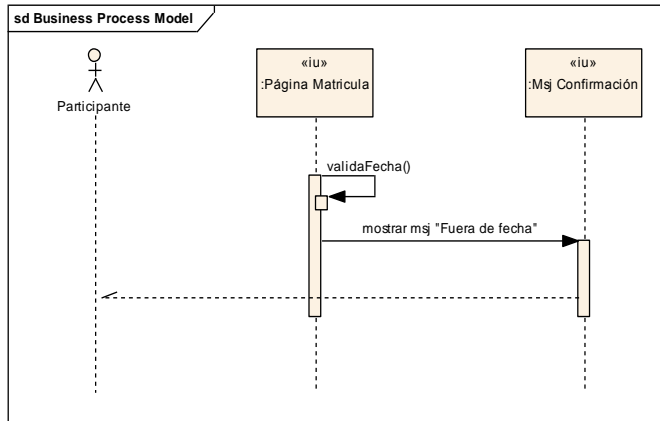 sd Business Process Model
Participante
«iu»
:Página Matricula
«iu»
:Msj Confirmación
validaFecha()
mostrar msj "Fuera de fecha"